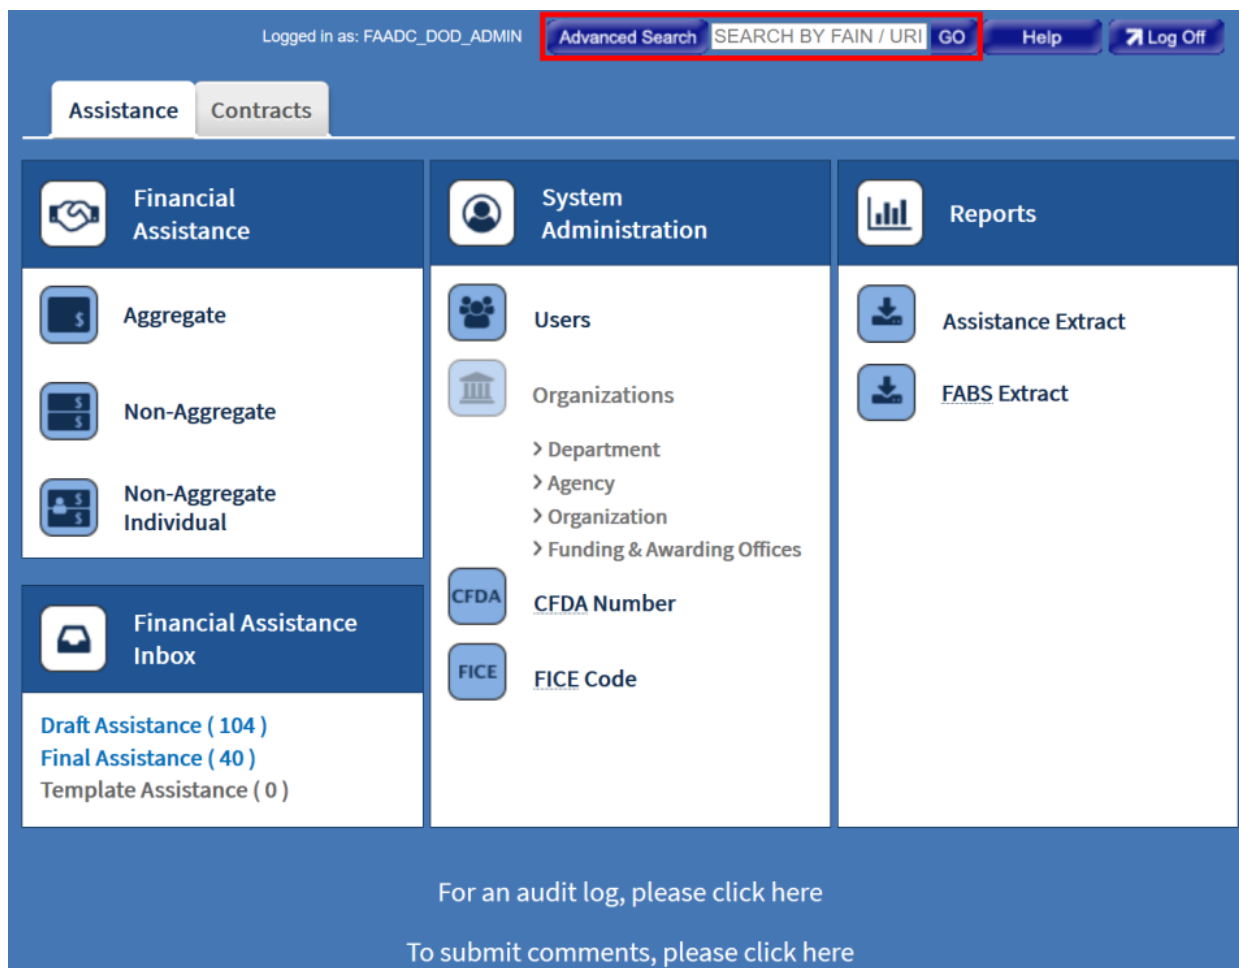 Logged in as: FAADC_DOD_ADMIN
Advanced Search
SEARCH BY FAIN / URI
GO
Help
Log Off
Assistance
Contracts
Financial
Assistance
$
Aggregate
$
$
Non-Aggregate
$
$
Non-Aggregate
Individual
Financial Assistance
Inbox
Draft Assistance ( 104 )
Final Assistance ( 40 )
Template Assistance ( 0 )
System
Administration
Users
Organizations
> Department
> Agency
> Organization
> Funding & Awarding Offices
CFDA
CFDA Number
FICE
FICE Code
Reports
Assistance Extract
FABS Extract
For an audit log, please click here
To submit comments, please click here